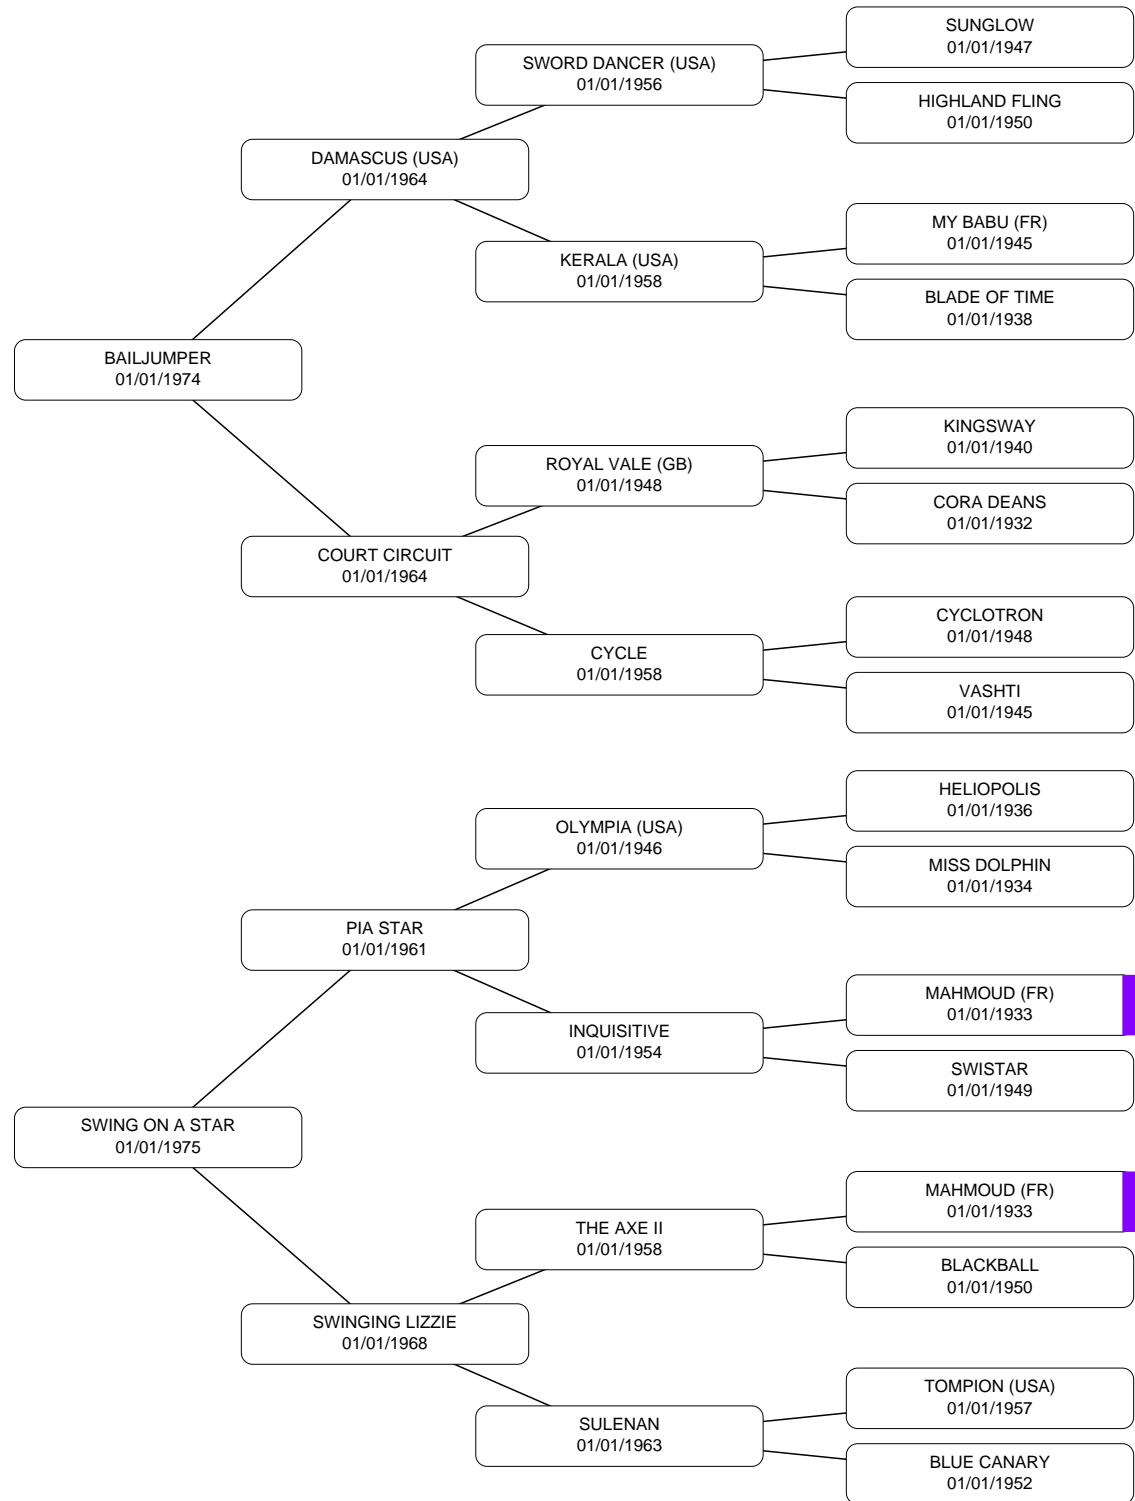 SUNGLOW
01/01/1947
SWORD DANCER (USA)
01/01/1956
HIGHLAND FLING
01/01/1950
DAMASCUS (USA)
01/01/1964
MY BABU (FR)
01/01/1945
KERALA (USA)
01/01/1958
BLADE OF TIME
01/01/1938
BAILJUMPER
01/01/1974
KINGSWAY
01/01/1940
ROYAL VALE (GB)
01/01/1948
CORA DEANS
01/01/1932
COURT CIRCUIT
01/01/1964
CYCLOTRON
01/01/1948
CYCLE
01/01/1958
VASHTI
01/01/1945
HELIOPOLIS
01/01/1936
OLYMPIA (USA)
01/01/1946
MISS DOLPHIN
01/01/1934
PIA STAR
01/01/1961
MAHMOUD (FR)
01/01/1933
INQUISITIVE
01/01/1954
SWISTAR
01/01/1949
SWING ON A STAR
01/01/1975
MAHMOUD (FR)
01/01/1933
THE AXE II
01/01/1958
BLACKBALL
01/01/1950
SWINGING LIZZIE
01/01/1968
TOMPION (USA)
01/01/1957
SULENAN
01/01/1963
BLUE CANARY
01/01/1952